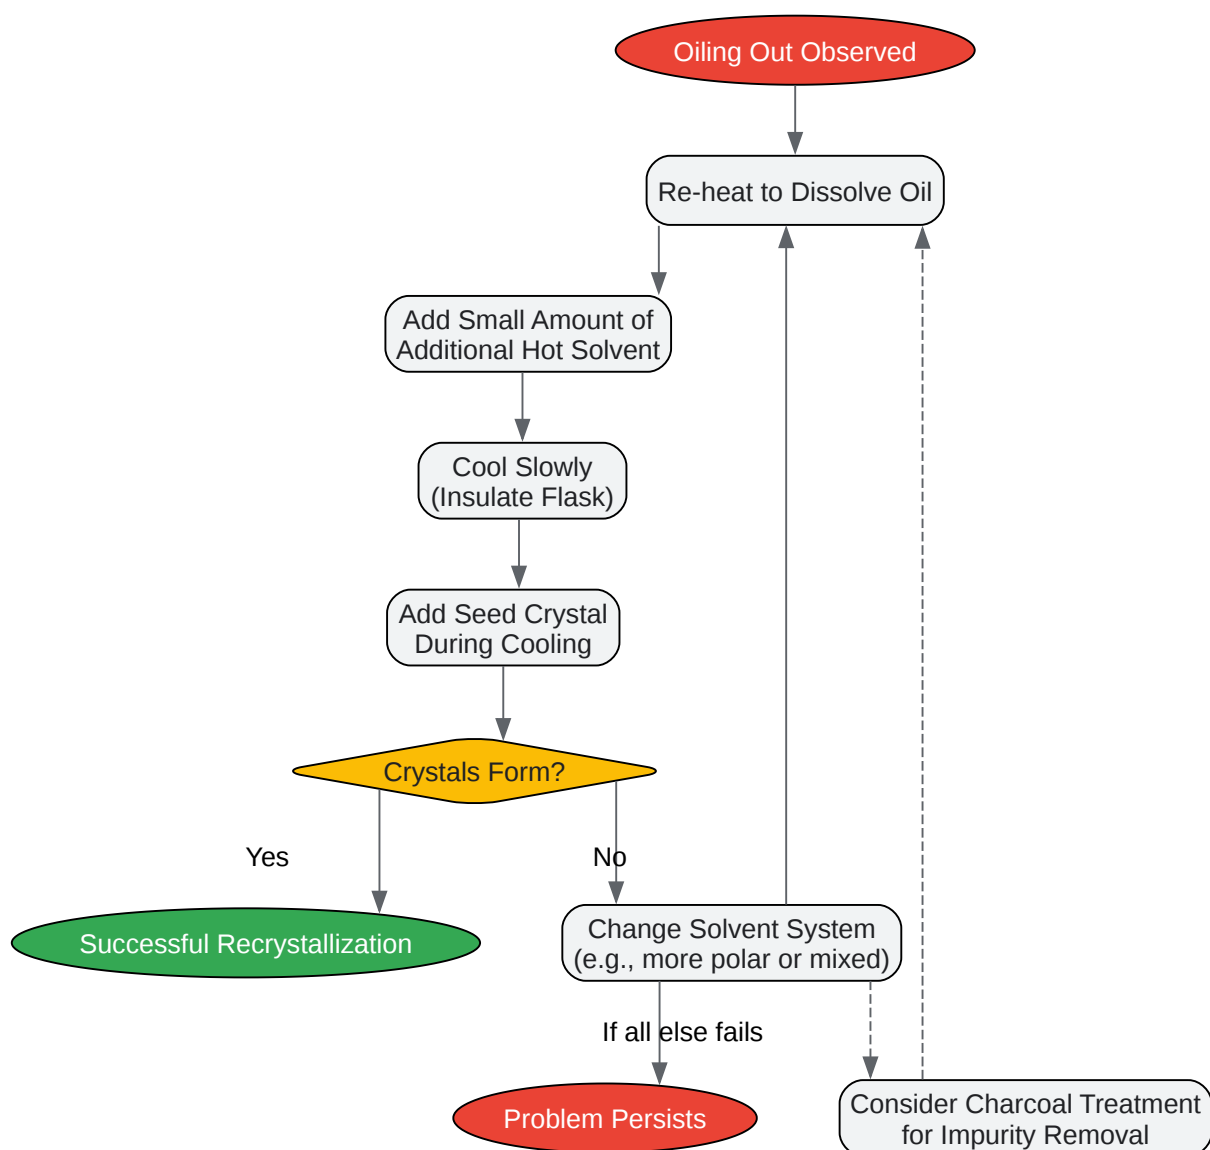 Oiling Out Observed
Re-heat to Dissolve Oil
Add Small Amount of
Additional Hot Solvent
Cool Slowly
(Insulate Flask)
Add Seed Crystal
During Cooling
Crystals Form?
Yes
No
Successful Recrystallization
Change Solvent System
(e.g., more polar or mixed)
If all else fails
Problem Persists
Consider Charcoal Treatment
for Impurity Removal